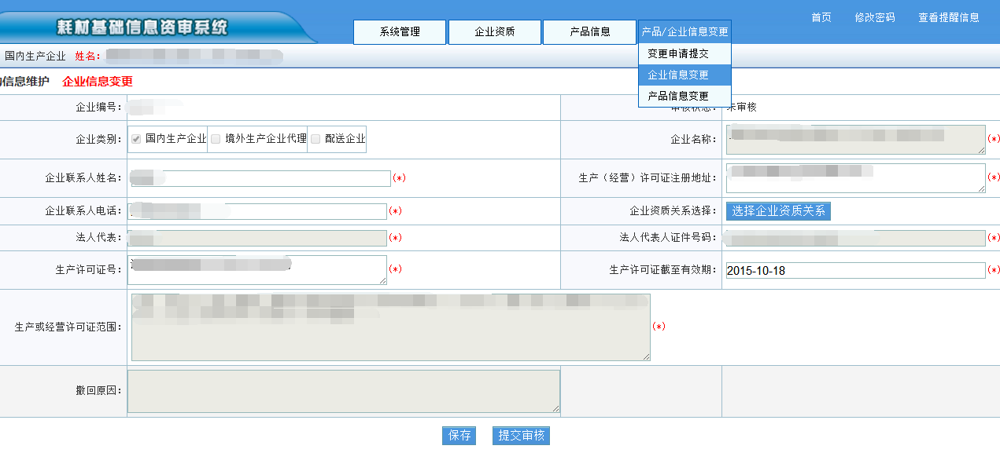 耗材基础信息资审系统
首页 修改密码 查看提醒信息
系统管理 企业资质 产品信息 产品/企业信息变更
变更申请提交
企业信息变更
产品信息变更
国内生产企业 姓名：
信息维护 企业信息变更
企业编号： 审核状态： 未审核
企业类别： 国内生产企业 境外生产企业代理 配送企业 企业名称： (*)
企业联系人姓名： (*) 生产（经营）许可证注册地址： (*)
企业联系人电话： (*) 企业资质关系选择： 选择企业资质关系
法人代表： (*) 法人代表人证件号码： (*)
生产许可证号： (*) 生产许可证截至有效期： 2015-10-18 (*)
生产或经营许可证范围： (*)
撤回原因：
保存 提交审核